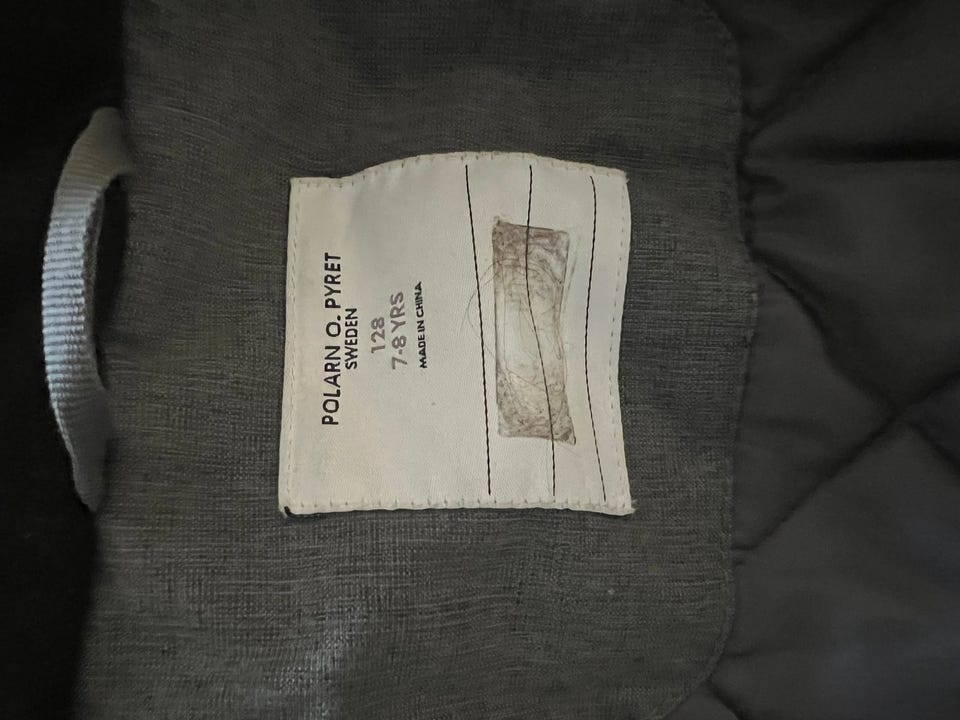 POLARN O. PYRET
SWEDEN
128
7-8 YRS
MADE IN CHINA